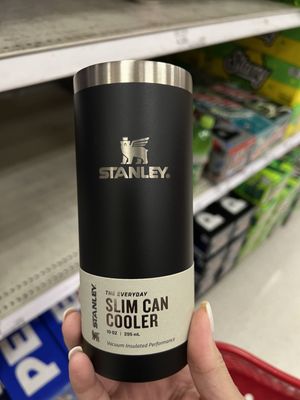 STANLEY®
STANLEY
THE EVERYDAY
SLIM CAN
COOLER
10 OZ | 295 mL
Vacuum Insulated Performance